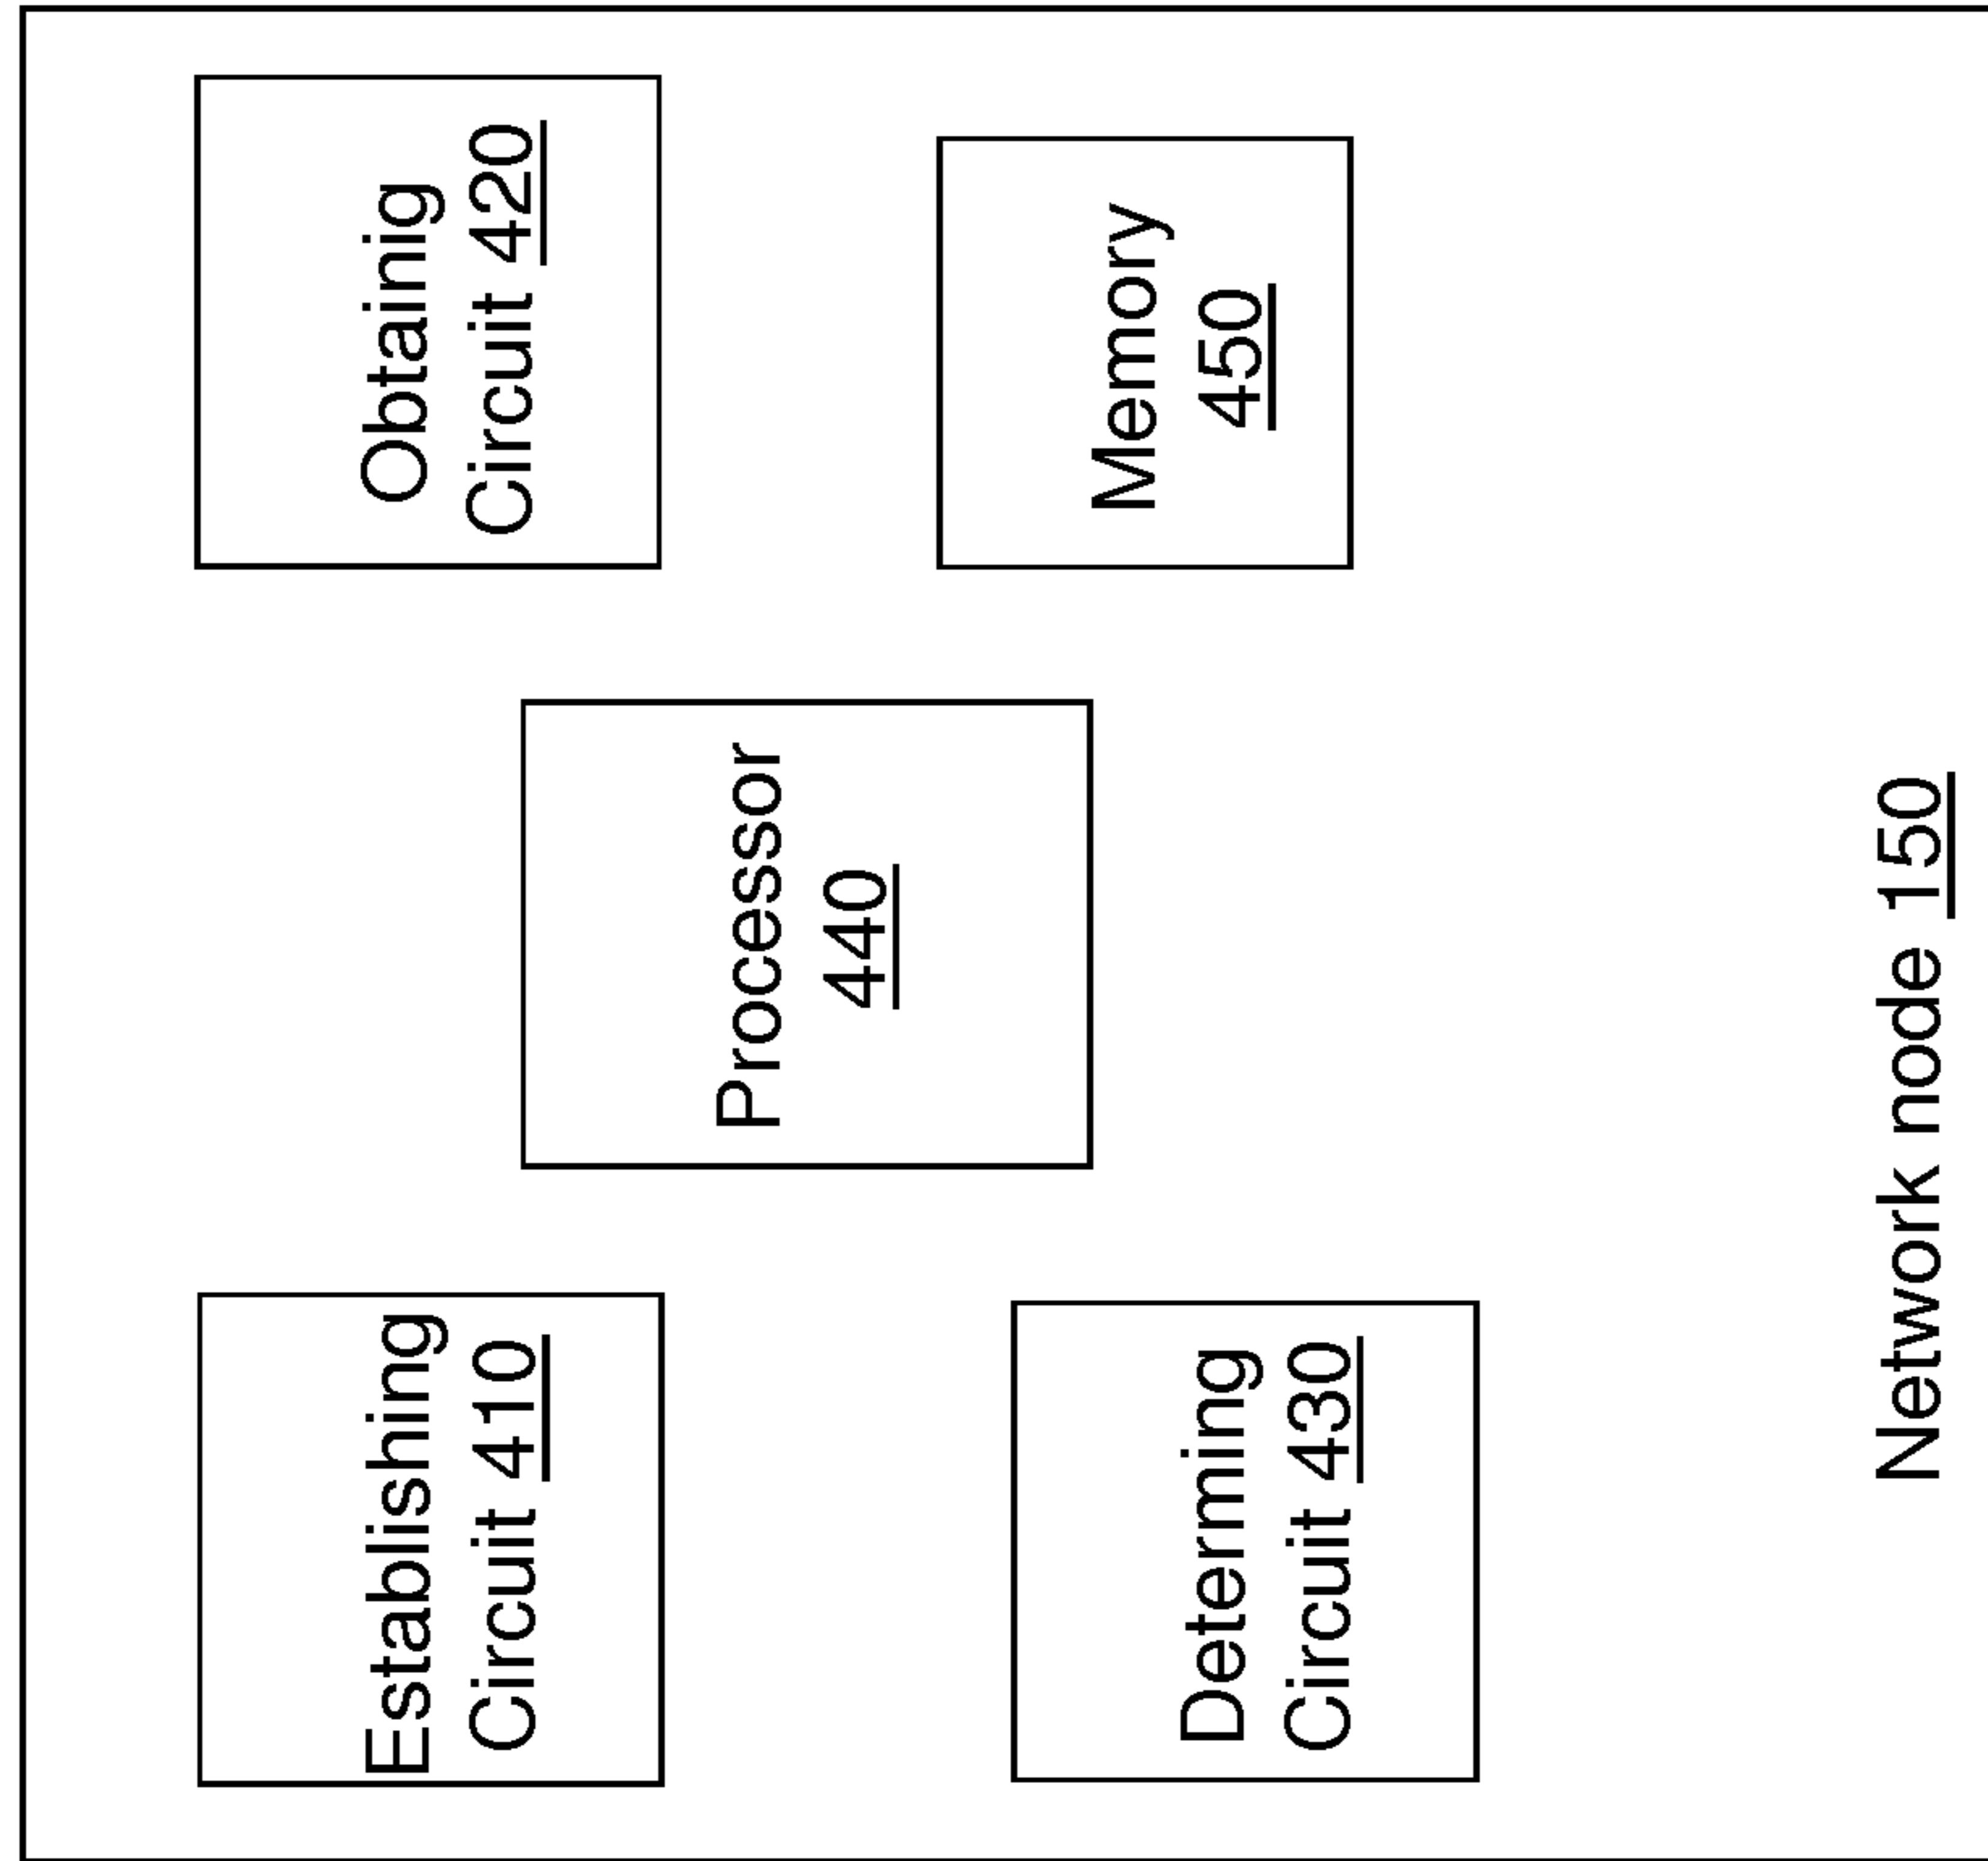 Establishing
Circuit 410
Obtainig
Circuit 420
Processor
440
Determing
Circuit 430
Memory
450
Network node 150